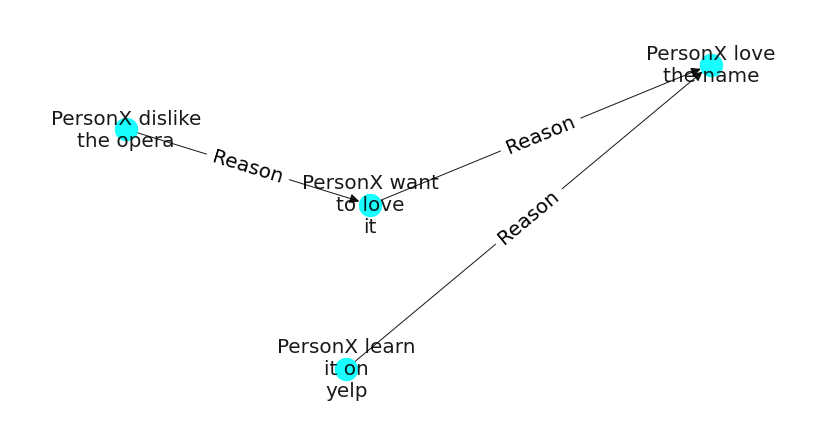 PersonX love
the name
PersonX dislike
the opera
Reason
Reason
PersonX want
to love
it
Reason
PersonX learn
it on
yelp